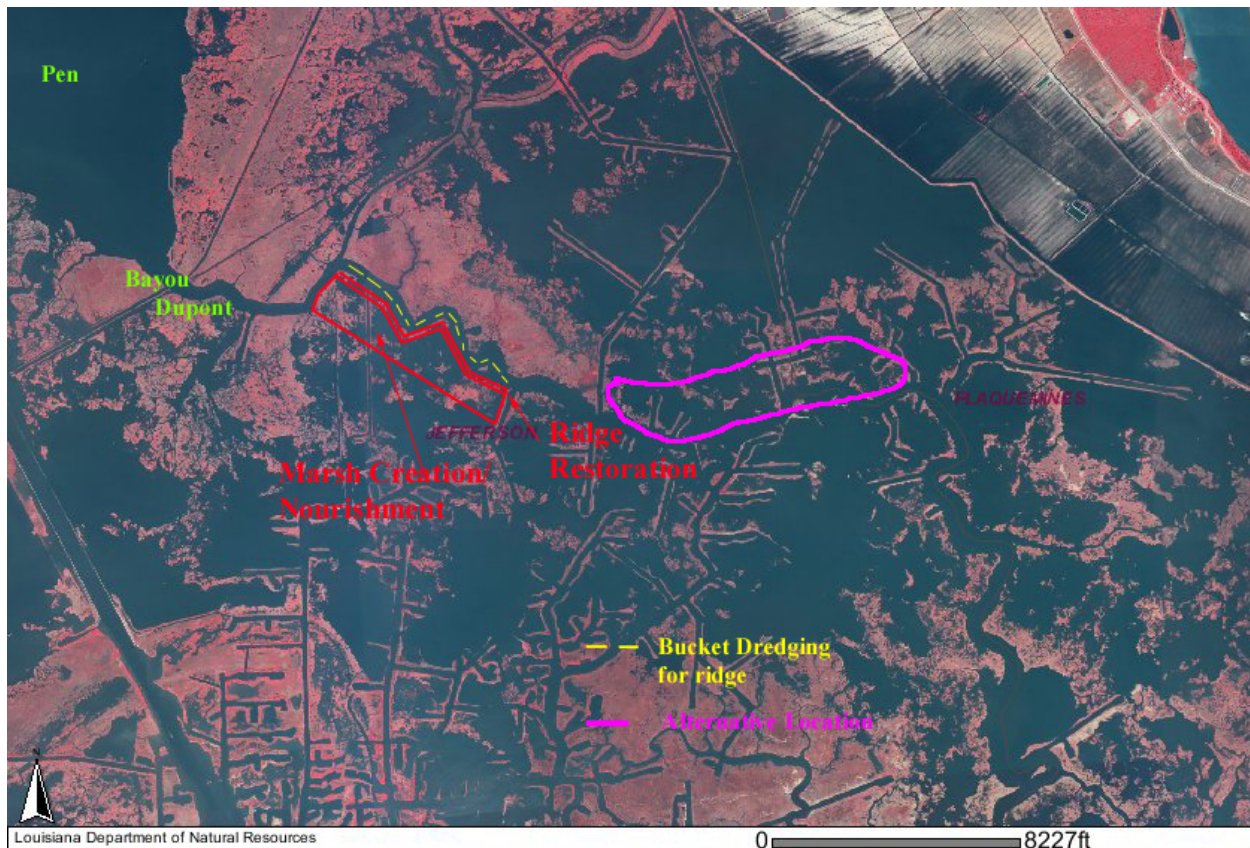 Pen
Bayou
Dupont
PLAQUEMINES
JEFFERSON
Ridge
Restoration
Marsh Creation/
Nourishment
Bucket Dredging
for ridge
Alternative Location
N
Louisiana Department of Natural Resources
0 8227ft